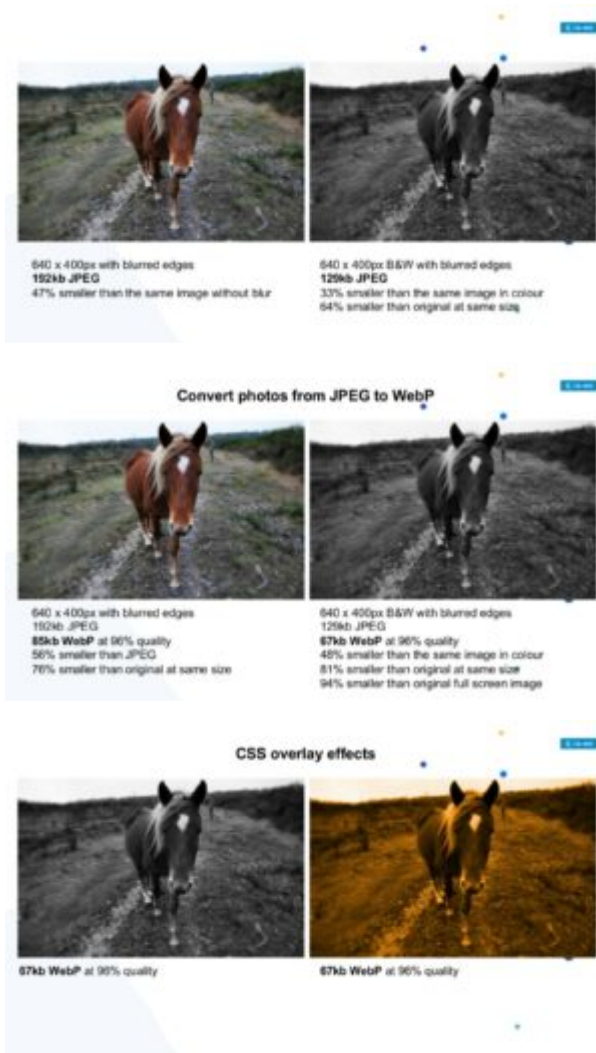 640 x 400px with blurred edges
192kb JPEG
47% smaller than the same image without blur
640 x 400px B&W with blurred edges
129kb JPEG
33% smaller than the same image in colour
64% smaller than original at same size
Convert photos from JPEG to WebP
640 x 400px with blurred edges
192kb JPEG
85kb WebP at 96% quality
56% smaller than JPEG
76% smaller than original at same size
640 x 400px B&W with blurred edges
129kb JPEG
67kb WebP at 96% quality
48% smaller than the same image in colour
81% smaller than original at same size
94% smaller than original full screen image
CSS overlay effects
67kb WebP at 96% quality
67kb WebP at 96% quality